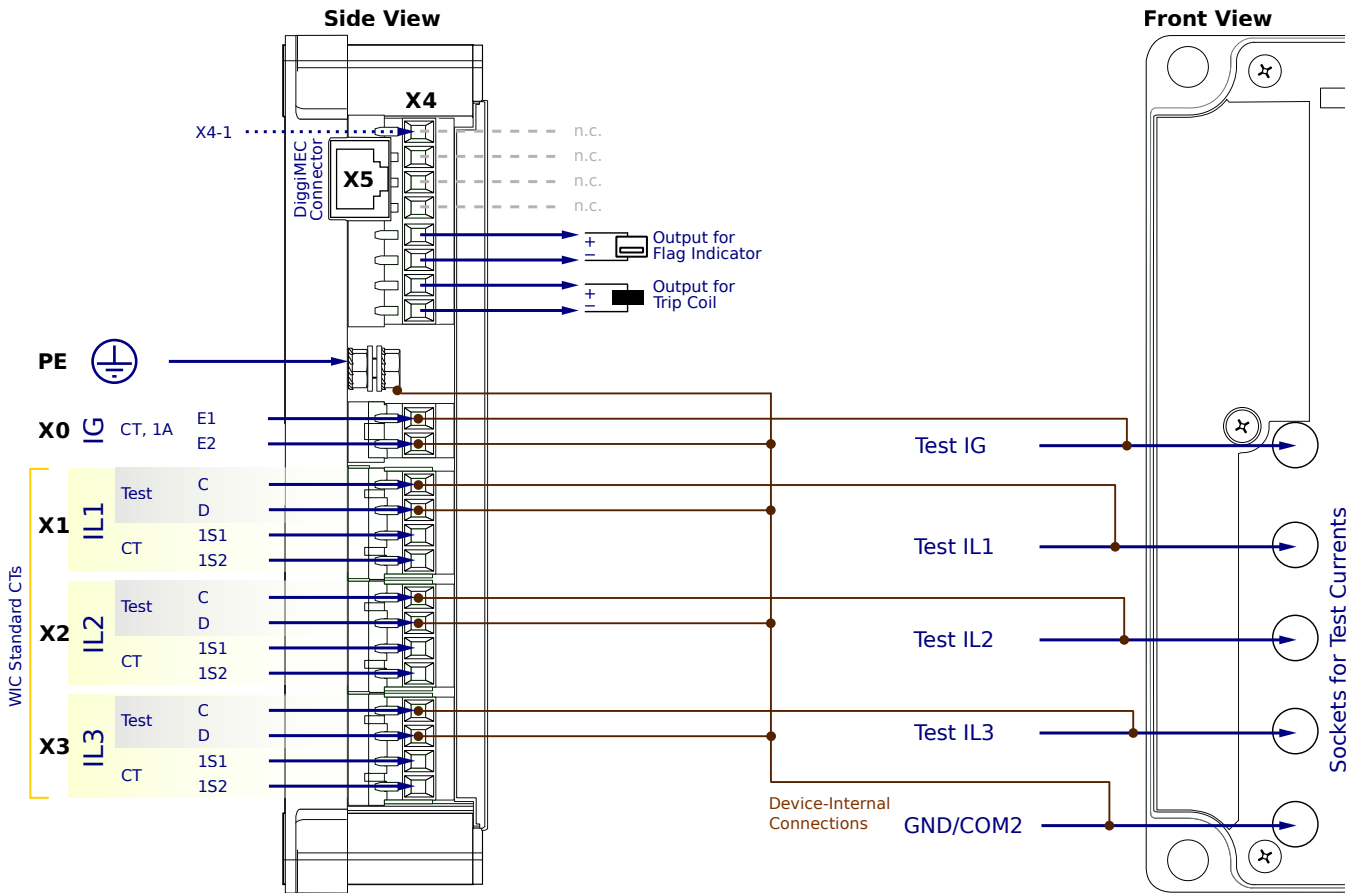 Side View
Front View
X4
X4-1
n.c.
n.c.
n.c.
n.c.
DiggiMEC
Connector
X5
+
−
Output for
Flag Indicator
+
−
Output for
Trip Coil
PE
X0
IG
CT, 1A
E1
E2
Test IG
WIC Standard CTs
X1
IL1
Test
C
D
CT
1S1
1S2
Test IL1
X2
IL2
Test
C
D
CT
1S1
1S2
Test IL2
X3
IL3
Test
C
D
CT
1S1
1S2
Test IL3
Device-Internal
Connections
GND/COM2
Sockets for Test Currents